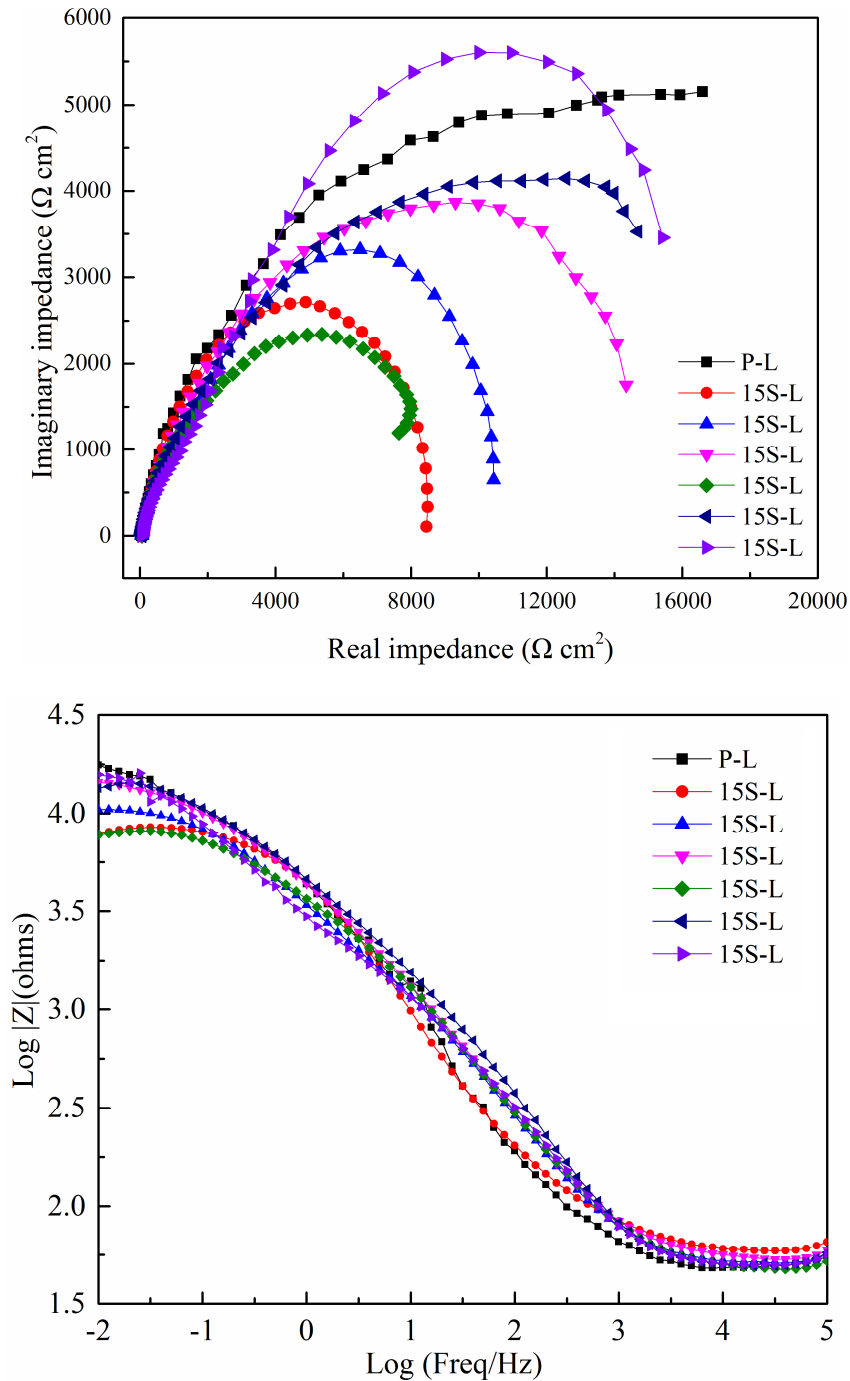 6000
5000
4000
3000
2000
1000
0
Imaginary impedance (Ω cm²)
P-L
15S-L
15S-L
15S-L
15S-L
15S-L
15S-L
0 4000 8000 12000 16000 20000
Real impedance (Ω cm²)
4.5
4.0
3.5
3.0
2.5
2.0
1.5
Log |Z|(ohms)
P-L
15S-L
15S-L
15S-L
15S-L
15S-L
15S-L
-2 -1 0 1 2 3 4 5
Log (Freq/Hz)